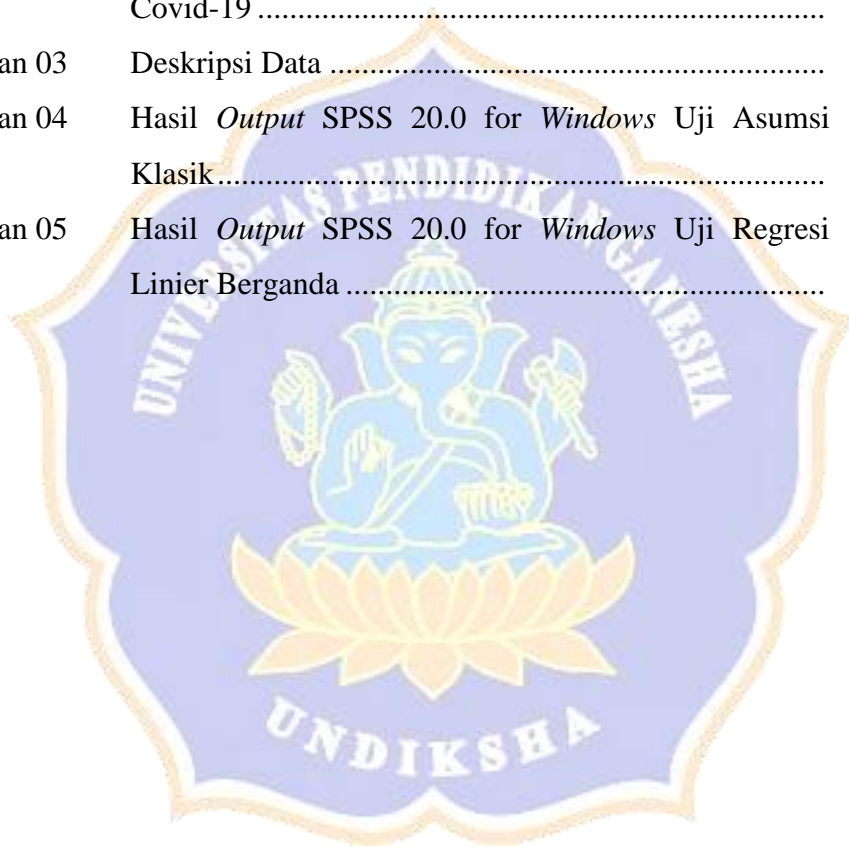 Covid-19 ......................................................................
an 03 Deskripsi Data .............................................................
an 04 Hasil Output SPSS 20.0 for Windows Uji Asumsi
Klasik...........................................................................
an 05 Hasil Output SPSS 20.0 for Windows Uji Regresi
Linier Berganda ...........................................................
UNIVERSITAS PENDIDIKAN GANESHA
UNDIKSHA